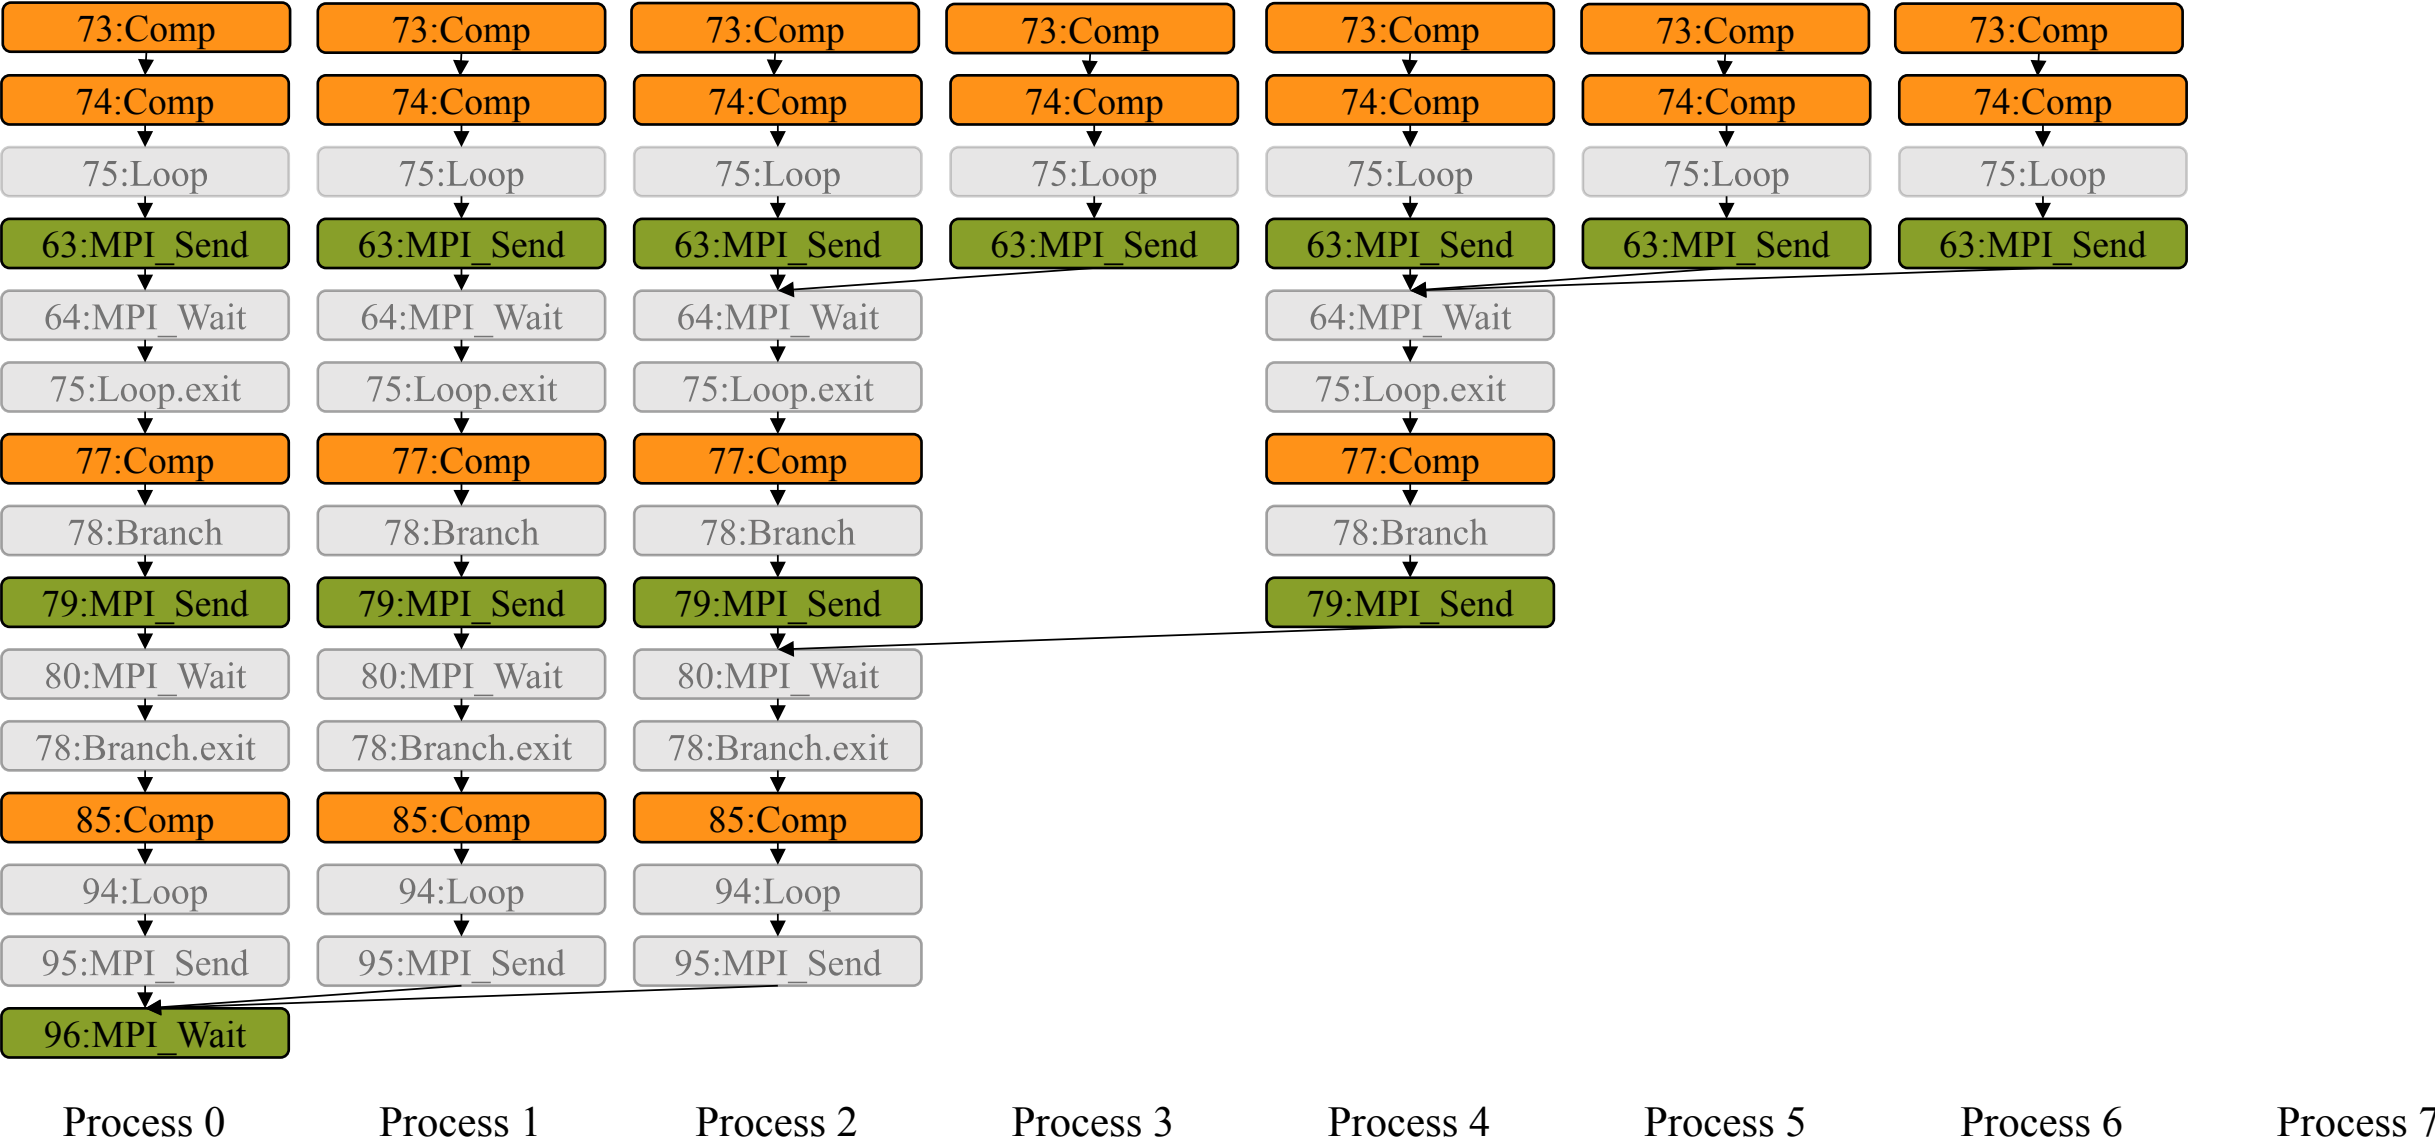 73:Comp 73:Comp 73:Comp 73:Comp 73:Comp 73:Comp 73:Comp
74:Comp 74:Comp 74:Comp 74:Comp 74:Comp 74:Comp 74:Comp
75:Loop 75:Loop 75:Loop 75:Loop 75:Loop 75:Loop 75:Loop
63:MPI_Send 63:MPI_Send 63:MPI_Send 63:MPI_Send 63:MPI_Send 63:MPI_Send 63:MPI_Send
64:MPI_Wait 64:MPI_Wait 64:MPI_Wait 64:MPI_Wait
75:Loop.exit 75:Loop.exit 75:Loop.exit 75:Loop.exit
77:Comp 77:Comp 77:Comp 77:Comp
78:Branch 78:Branch 78:Branch 78:Branch
79:MPI_Send 79:MPI_Send 79:MPI_Send 79:MPI_Send
80:MPI_Wait 80:MPI_Wait 80:MPI_Wait
78:Branch.exit 78:Branch.exit 78:Branch.exit
85:Comp 85:Comp 85:Comp
94:Loop 94:Loop 94:Loop
95:MPI_Send 95:MPI_Send 95:MPI_Send
96:MPI_Wait
Process 0 Process 1 Process 2 Process 3 Process 4 Process 5 Process 6 Process 7